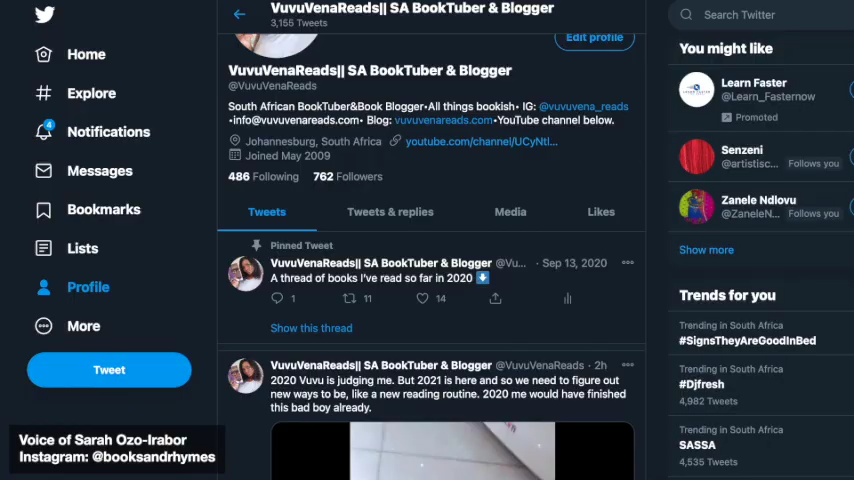 Home
Explore
4
Notifications
Messages
Bookmarks
Lists
Profile
More
Tweet
Voice of Sarah Ozo-Irabor
Instagram: @booksandrhymes
VuvuVenaReads|| SA BookTuber & Blogger
3,155 Tweets
Edit profile
VuvuVenaReads|| SA BookTuber & Blogger
@VuvuVenaReads
South African BookTuber&Book Blogger•All things bookish• IG: @vuvuvena_reads
•info@vuvuvenareads.com• Blog: vuvuvenareads.com•YouTube channel below.
Johannesburg, South Africa youtube.com/channel/UCyNtI...
Joined May 2009
486 Following 762 Followers
Tweets Tweets & replies Media Likes
Pinned Tweet
VuvuVenaReads|| SA BookTuber & Blogger @Vu... · Sep 13, 2020
A thread of books I've read so far in 2020
1 11 14
Show this thread
VuvuVenaReads|| SA BookTuber & Blogger @VuvuVenaReads · 2h
2020 Vuvu is judging me. But 2021 is here and so we need to figure out
new ways to be, like a new reading routine. 2020 me would have finished
this bad boy already.
Search Twitter
You might like
Learn Faster
@Learn_Fasternow
Promoted
Senzeni
@artistisc... Follows you
Zanele Ndlovu
@ZaneleN... Follows you
Show more
Trends for you
Trending in South Africa
#SignsTheyAreGoodInBed
Trending in South Africa
#Djfresh
4,982 Tweets
Trending in South Africa
SASSA
4,535 Tweets